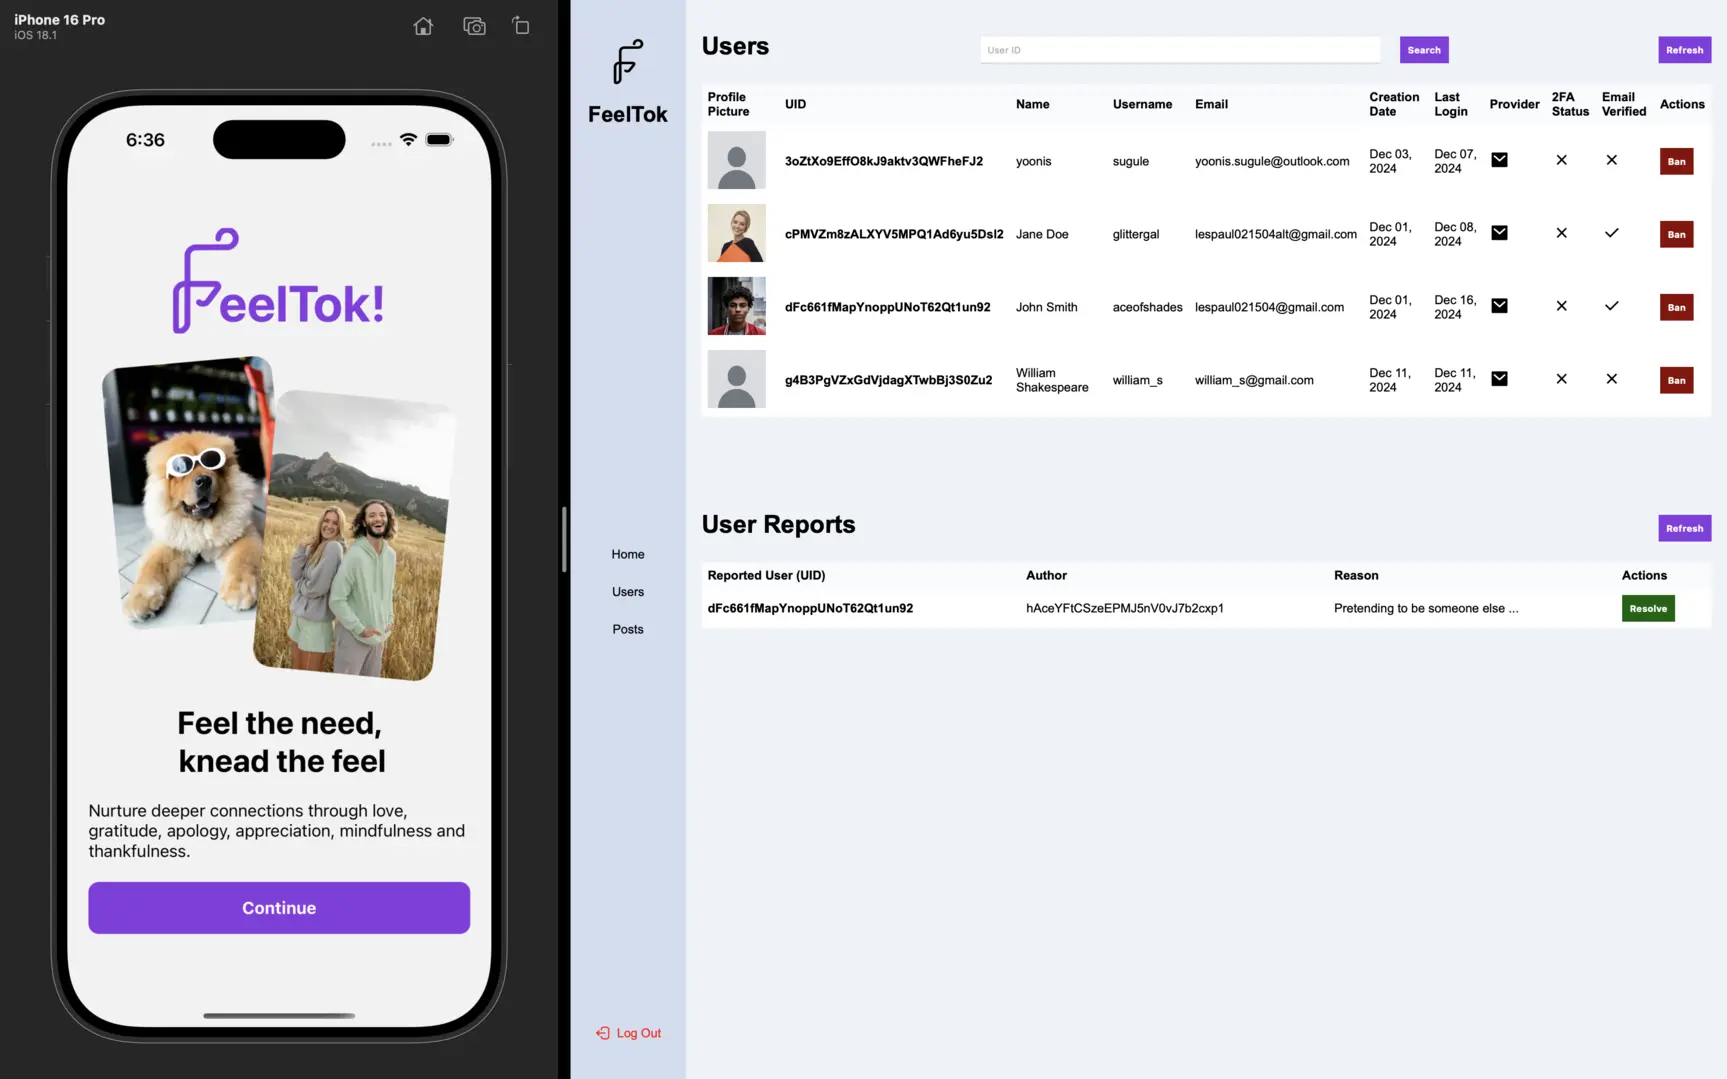 iPhone 16 Pro
iOS 18.1
6:36
FeelTok!
Feel the need,
knead the feel
Nurture deeper connections through love,
gratitude, apology, appreciation, mindfulness and
thankfulness.
Continue
FeelTok
Home
Users
Posts
Log Out
Users
User ID
Search
Refresh
Profile Picture UID Name Username Email Creation Date Last Login Provider 2FA Status Email Verified Actions
3oZtXo9EffO8kJ9aktv3QWFheFJ2 yoonis sugule yoonis.sugule@outlook.com Dec 03, 2024 Dec 07, 2024 Ban
cPMVZm8zALXYV5MPQ1Ad6yu5DsI2 Jane Doe glittergal lespaul021504alt@gmail.com Dec 01, 2024 Dec 08, 2024 Ban
dFc661fMapYnoppUNoT62Qt1un92 John Smith aceofshades lespaul021504@gmail.com Dec 01, 2024 Dec 16, 2024 Ban
g4B3PgVZxGdVjdagXTwbBj3S0Zu2 William Shakespeare william_s william_s@gmail.com Dec 11, 2024 Dec 11, 2024 Ban
User Reports
Refresh
Reported User (UID) Author Reason Actions
dFc661fMapYnoppUNoT62Qt1un92 hAceYFtCSzeEPMJ5nV0vJ7b2cxp1 Pretending to be someone else ... Resolve